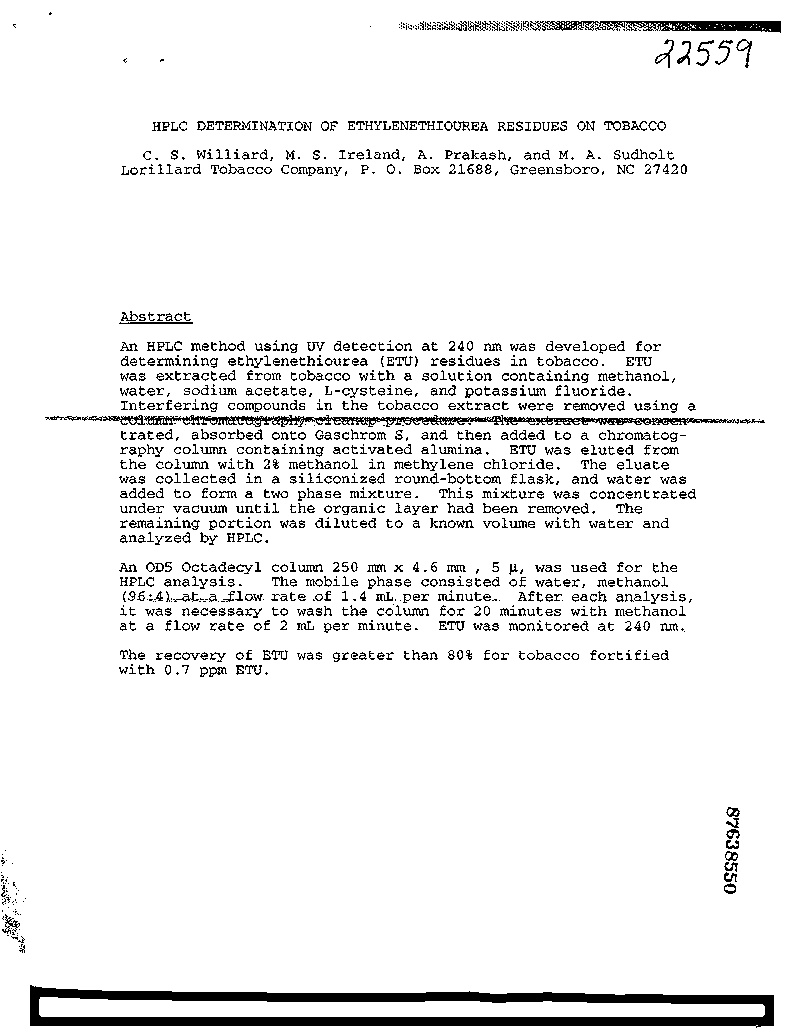 22559
HPLC DETERMINATION OF ETHYLENETHIOUREA RESIDUES ON TOBACCO
C. S. Williard, M. S. Ireland, A. Prakash, and M. A. Sudholt
Lorillard Tobacco Company, P. O. Box 21688, Greensboro, NC 27420
Abstract
An HPLC method using UV detection at 240 nm was developed for
determining ethylenethiourea (ETU) residues in tobacco. ETU
was extracted from tobacco with a solution containing methanol,
water, sodium acetate, L-cysteine, and potassium fluoride.
Interfering compounds in the tobacco extract were removed using a
column chromatography cleanup procedure. The extract was concen-
trated, absorbed onto Gaschrom S, and then added to a chromatog-
raphy column containing activated alumina. ETU was eluted from
the column with 2% methanol in methylene chloride. The eluate
was collected in a siliconized round-bottom flask, and water was
added to form a two phase mixture. This mixture was concentrated
under vacuum until the organic layer had been removed. The
remaining portion was diluted to a known volume with water and
analyzed by HPLC.
An ODS Octadecyl column 250 mm x 4.6 mm , 5 µ, was used for the
HPLC analysis. The mobile phase consisted of water, methanol
(96:4) at a flow rate of 1.4 mL per minute. After each analysis,
it was necessary to wash the column for 20 minutes with methanol
at a flow rate of 2 mL per minute. ETU was monitored at 240 nm.
The recovery of ETU was greater than 80% for tobacco fortified
with 0.7 ppm ETU.
87638550